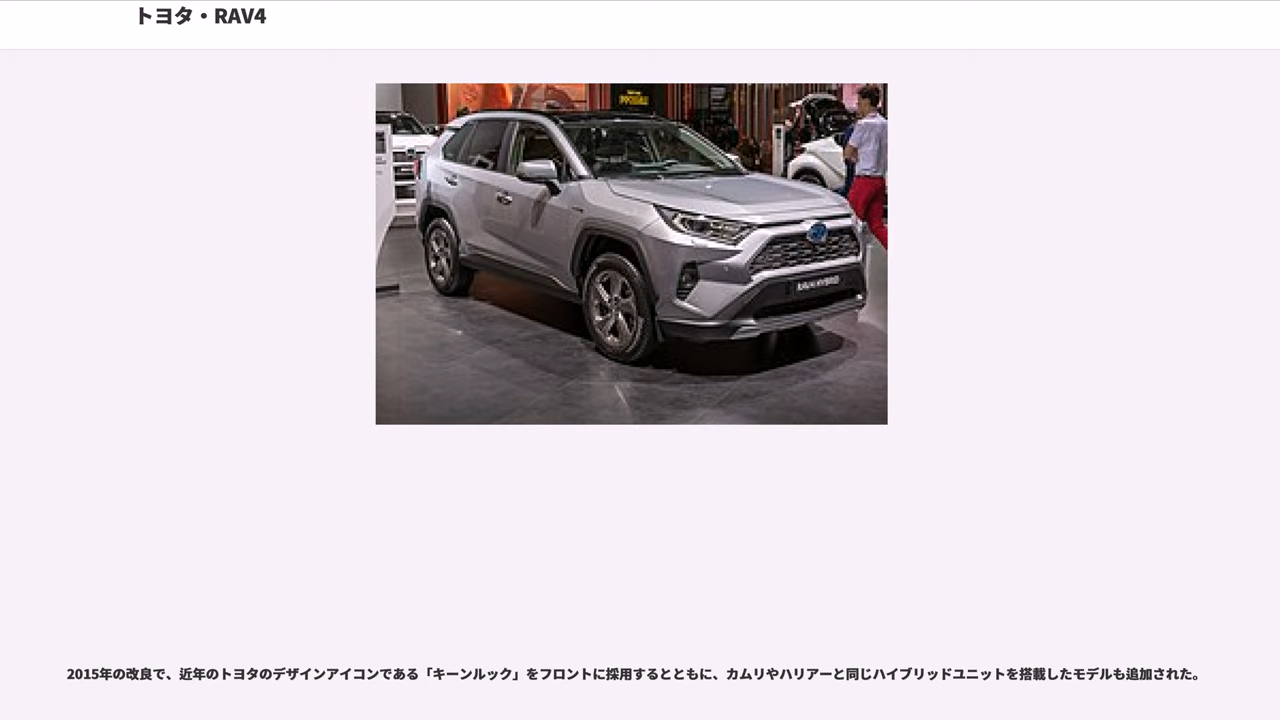 トヨタ・RAV4
RAV4 HYBRID
2015年の改良で、近年のトヨタのデザインアイコンである「キーンルック」をフロントに採用するとともに、カムリやハリアーと同じハイブリッドユニットを搭載したモデルも追加された。